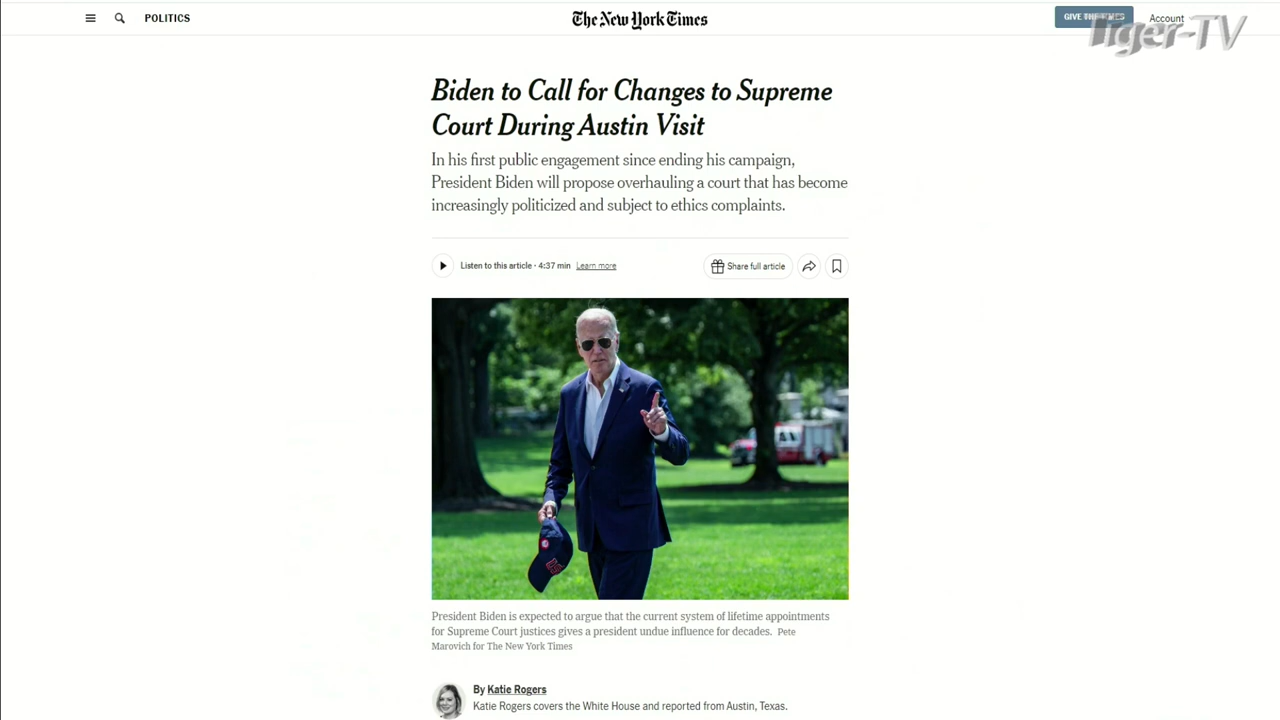 POLITICS
The New York Times
GIVE THE TIMES
Account
Tiger-TV
Biden to Call for Changes to Supreme
Court During Austin Visit
In his first public engagement since ending his campaign,
President Biden will propose overhauling a court that has become
increasingly politicized and subject to ethics complaints.
Listen to this article · 4:37 min Learn more
Share full article
President Biden is expected to argue that the current system of lifetime appointments
for Supreme Court justices gives a president undue influence for decades. Pete
Marovich for The New York Times
By Katie Rogers
Katie Rogers covers the White House and reported from Austin, Texas.